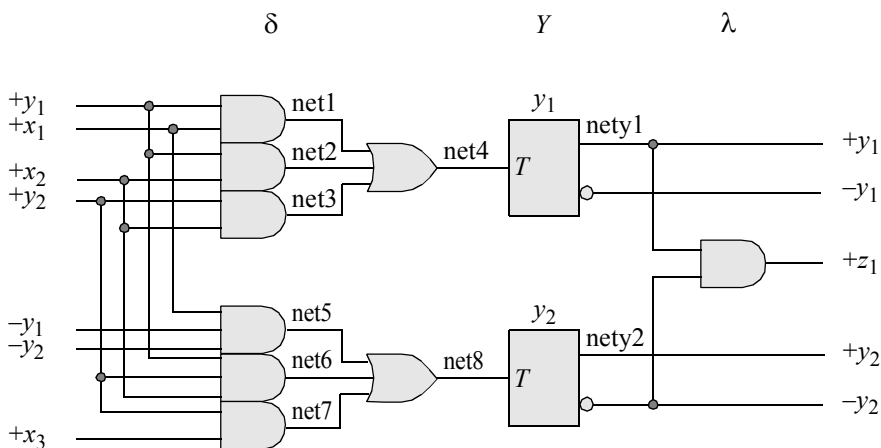 δ Y λ
+y₁
+x₁
+x₂
+y₂
net1
net2
net3
net4
y₁
T
nety1
+y₁
−y₁
+z₁
−y₁
−y₂
+x₃
net5
net6
net7
net8
y₂
T
nety2
+y₂
−y₂